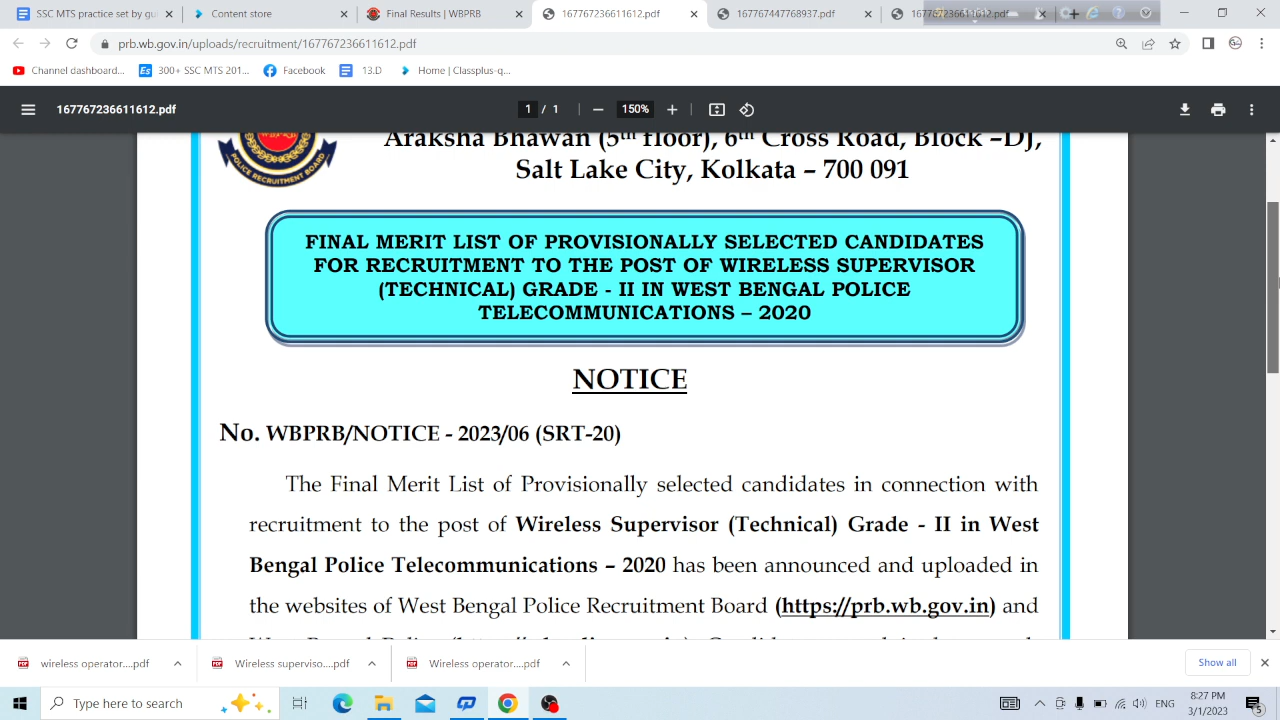 SSC MTS practice set by gu
Content store
Final Results | WBPRB
167767236611612.pdf
167767447768937.pdf
prb.wb.gov.in/uploads/recruitment/167767236611612.pdf
Channel dashboard...
300+ SSC MTS 201...
Facebook
13.D
Home | Classplus-q...
167767236611612.pdf
1 / 1
150%
POLICE RECRUITMENT BOARD
Araksha Bhawan (5th floor), 6th Cross Road, Block –DJ,
Salt Lake City, Kolkata – 700 091
FINAL MERIT LIST OF PROVISIONALLY SELECTED CANDIDATES
FOR RECRUITMENT TO THE POST OF WIRELESS SUPERVISOR
(TECHNICAL) GRADE - II IN WEST BENGAL POLICE
TELECOMMUNICATIONS – 2020
NOTICE
No. WBPRB/NOTICE - 2023/06 (SRT-20)
The Final Merit List of Provisionally selected candidates in connection with
recruitment to the post of Wireless Supervisor (Technical) Grade - II in West
Bengal Police Telecommunications – 2020 has been announced and uploaded in
the websites of West Bengal Police Recruitment Board (https://prb.wb.gov.in) and
wireless operator....pdf
Wireless superviso....pdf
Wireless operator....pdf
Show all
Type here to search
ENG
8:27 PM
3/1/2023
5